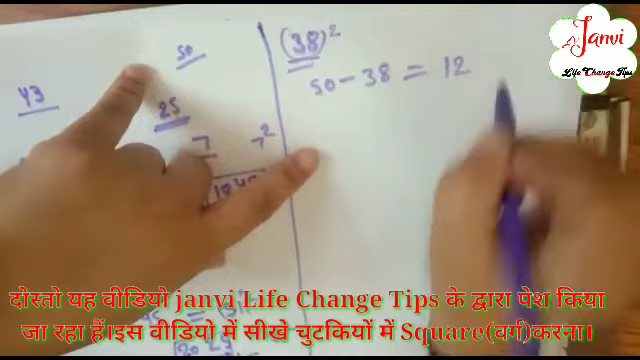 Janvi
Life Change Tips
50
43
25
7 7²
(38)²
50 - 38 = 12
दोस्तो यह वीडियो janvi Life Change Tips के द्वारा पेश किया
जा रहा हैं।इस वीडियो में सीखे चुटकियों में Square(वर्ग)करना।